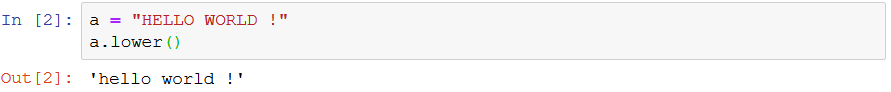 In [2]: a = "HELLO WORLD !"
a.lower()
Out[2]: 'hello world !'